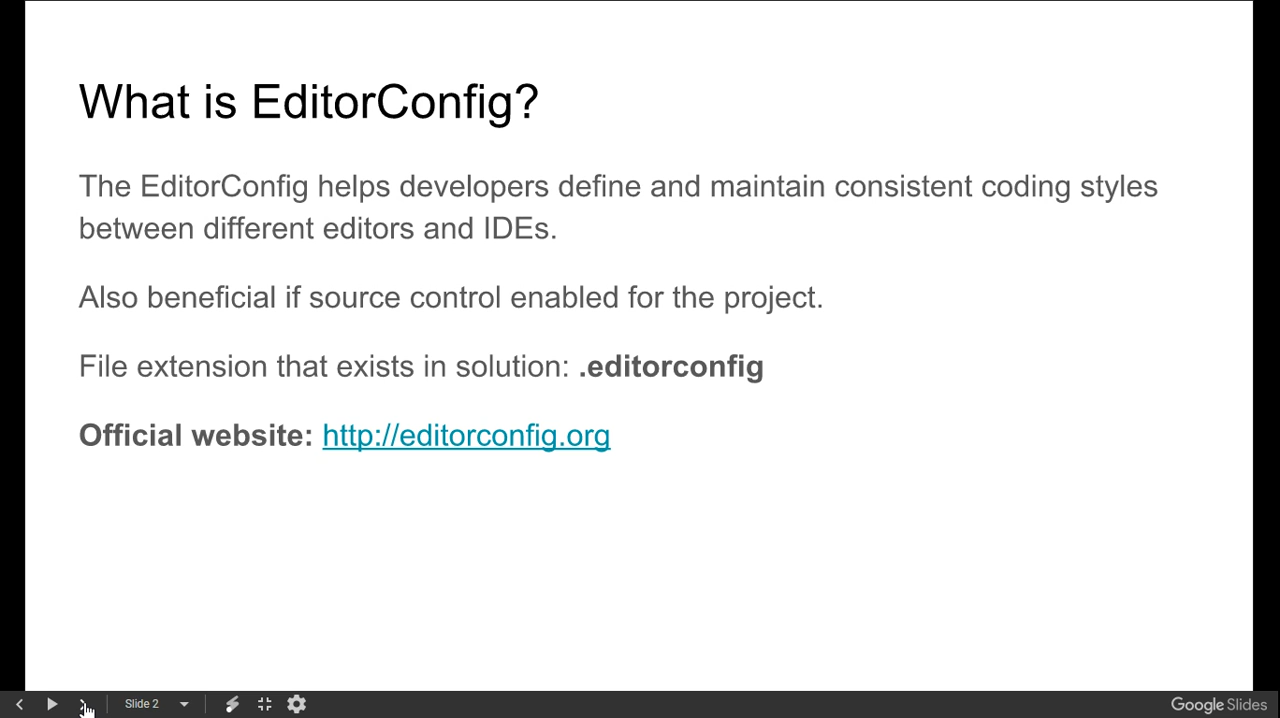 What is EditorConfig?
The EditorConfig helps developers define and maintain consistent coding styles
between different editors and IDEs.
Also beneficial if source control enabled for the project.
File extension that exists in solution: .editorconfig
Official website: http://editorconfig.org
Slide 2
Google Slides